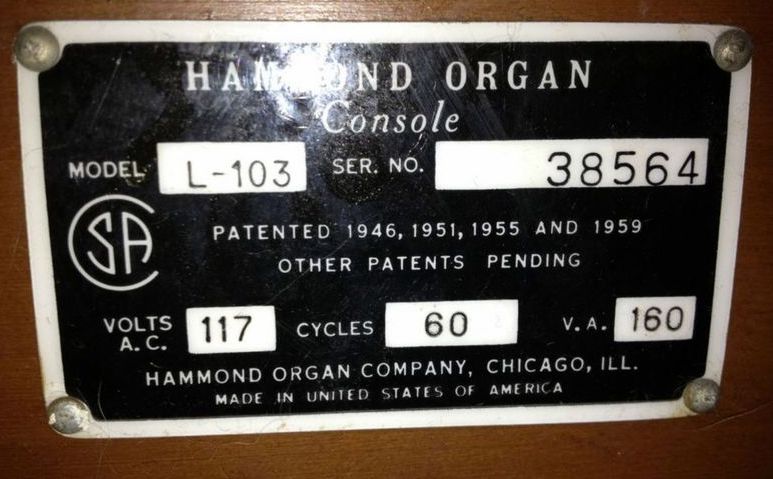 HAMMOND ORGAN
Console
MODEL L-103 SER. NO. 38564
CSA
PATENTED 1946, 1951, 1955 AND 1959
OTHER PATENTS PENDING
VOLTS A.C. 117 CYCLES 60 V.A. 160
HAMMOND ORGAN COMPANY, CHICAGO, ILL.
MADE IN UNITED STATES OF AMERICA